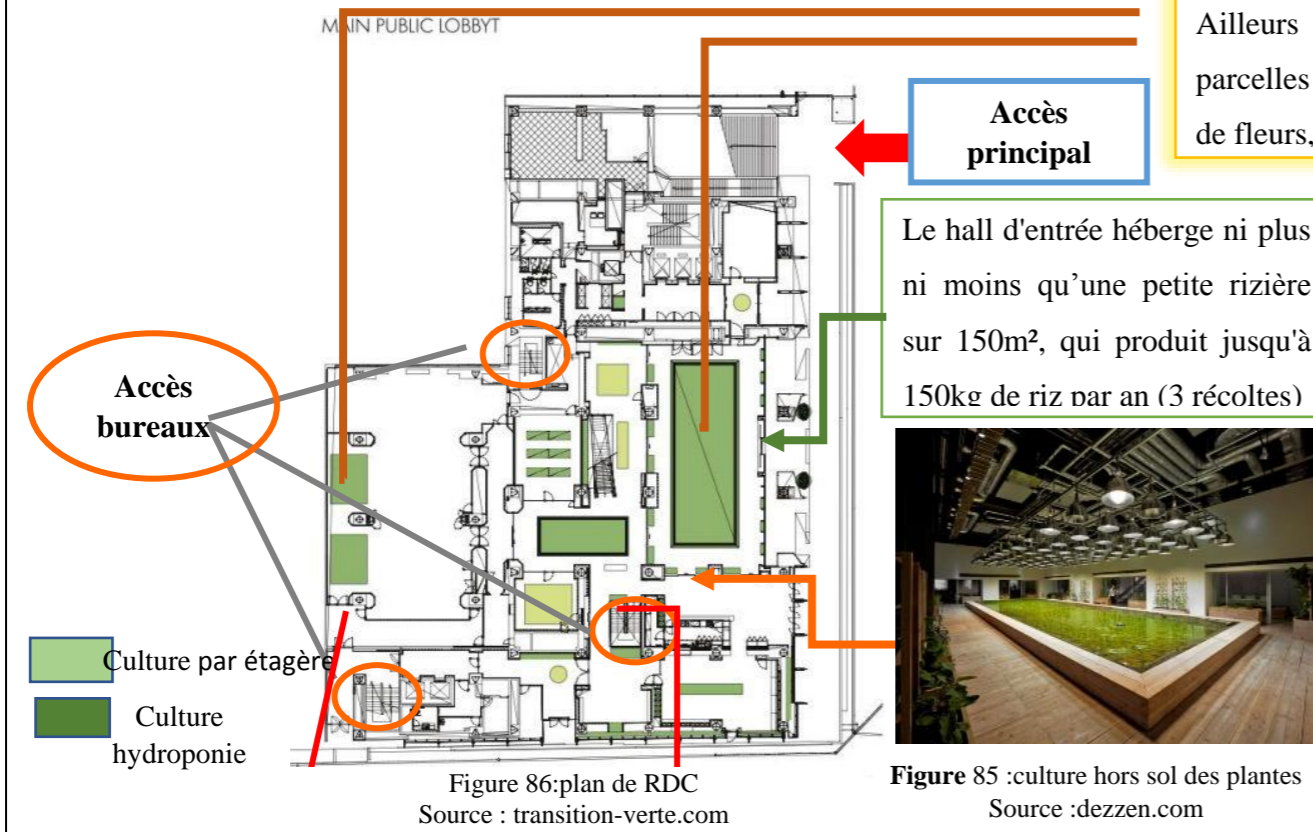 MAIN PUBLIC LOBBYT
Ailleurs
parcelles
de fleurs,
Accès
principal
Le hall d'entrée héberge ni plus
ni moins qu’une petite rizière
sur 150m², qui produit jusqu'à
150kg de riz par an (3 récoltes)
Accès
bureaux
Culture par étagère
Culture
hydroponie
Figure 86:plan de RDC
Source : transition-verte.com
Figure 85 :culture hors sol des plantes
Source :dezzen.com